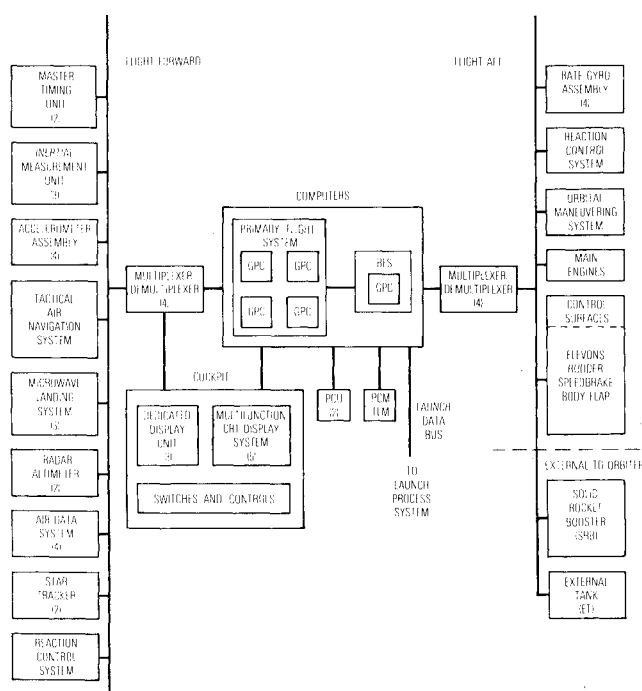 FLIGHT FORWARD
MASTER
TIMING
UNIT
(2)
INERTIAL
MEASUREMENT
UNIT
(3)
ACCELEROMETER
ASSEMBLY
(4)
TACTICAL
AIR
NAVIGATION
SYSTEM
MICROWAVE
LANDING
SYSTEM
RADAR
ALTIMETER
(2)
AIR DATA
SYSTEM
(4)
STAR
TRACKER
(2)
REACTION
CONTROL
SYSTEM
MULTIPLEXER
DEMULTIPLEXER
(4)
COMPUTERS
PRIMARY FLIGHT
SYSTEM
GPC GPC
GPC GPC
BFS
GPC
COCKPIT
DEDICATED
DISPLAY
UNIT
MULTIFUNCTION
CRT DISPLAY
SYSTEM
SWITCHES AND CONTROLS
PCM
TLM
LAUNCH
DATA
BUS
TO
LAUNCH
PROCESS
SYSTEM
MULTIPLEXER
DEMULTIPLEXER
(4)
FLIGHT AFT
RATE GYRO
ASSEMBLY
(4)
REACTION
CONTROL
SYSTEM
ORBITAL
MANEUVERING
SYSTEM
MAIN
ENGINES
CONTROL
SURFACES
ELEVONS
RUDDER
SPEEDBRAKE
BODY FLAP
EXTERNAL TO ORBITER
SOLID
ROCKET
BOOSTER
(SRB)
EXTERNAL
TANK
(ET)